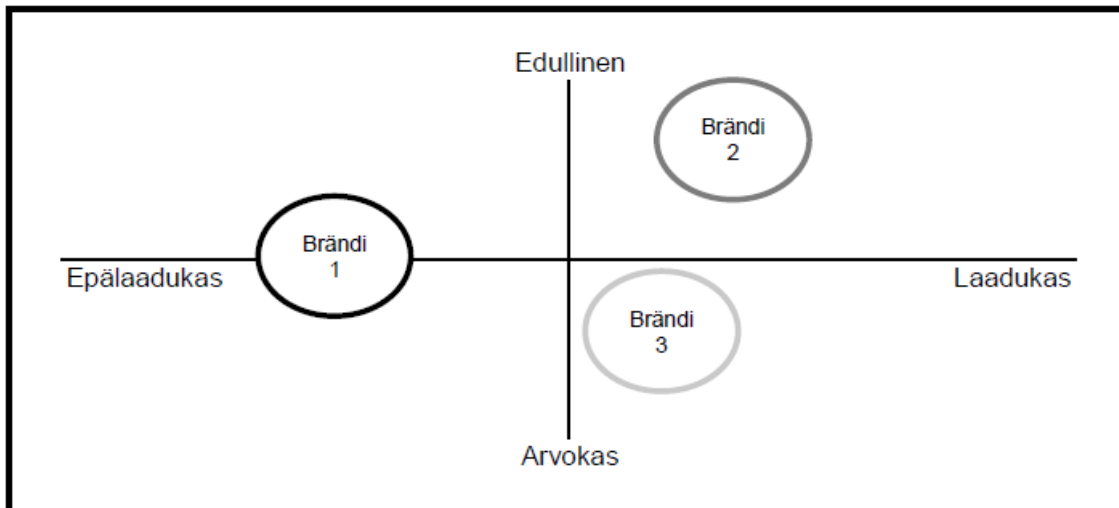 Edullinen
Brändi
2
Brändi
1
Epälaadukas
Laadukas
Brändi
3
Arvokas